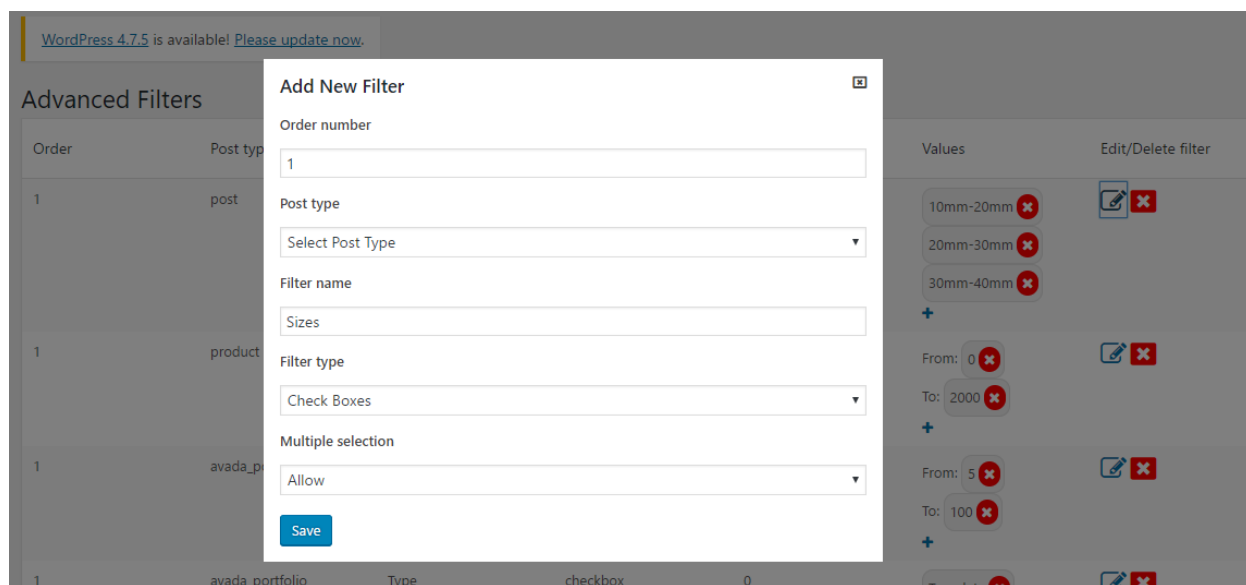 WordPress 4.7.5 is available! Please update now.
Advanced Filters
Order
Post typ
Values
Edit/Delete filter
1
post
10mm-20mm
20mm-30mm
30mm-40mm
1
product
From: 0
To: 2000
1
avada_po
From: 5
To: 100
1
avada_portfolio
Type
checkbox
0
Add New Filter
Order number
1
Post type
Select Post Type
Filter name
Sizes
Filter type
Check Boxes
Multiple selection
Allow
Save